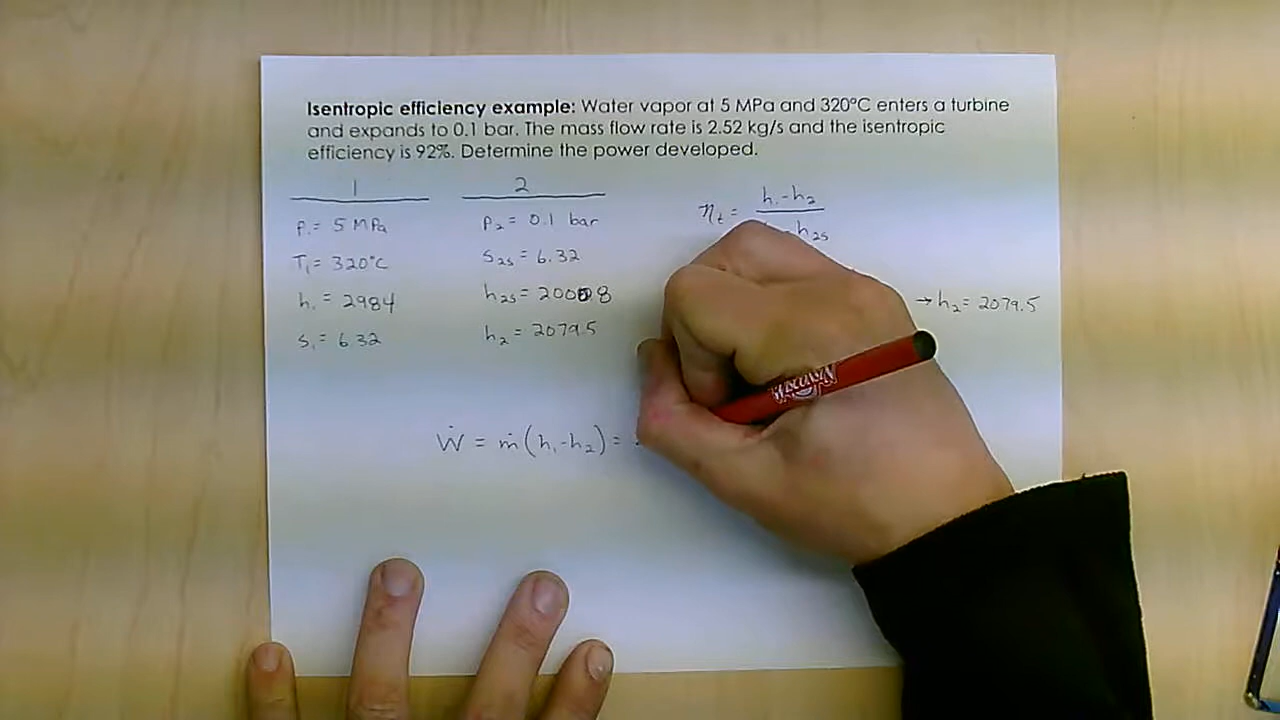 Isentropic efficiency example: Water vapor at 5 MPa and 320°C enters a turbine
and expands to 0.1 bar. The mass flow rate is 2.52 kg/s and the isentropic
efficiency is 92%. Determine the power developed.
1
P₁= 5 MPa
T₁= 320°C
h₁ = 2984
s₁= 6.32
2
P₂= 0.1 bar
s₂ₛ = 6.32
h₂ₛ = 2000.8
h₂ = 2079.5
ηₜ = h₁-h₂
-h₂ₛ
→h₂= 2079.5
Ẇ = ṁ(h₁-h₂) =
WISCONSIN